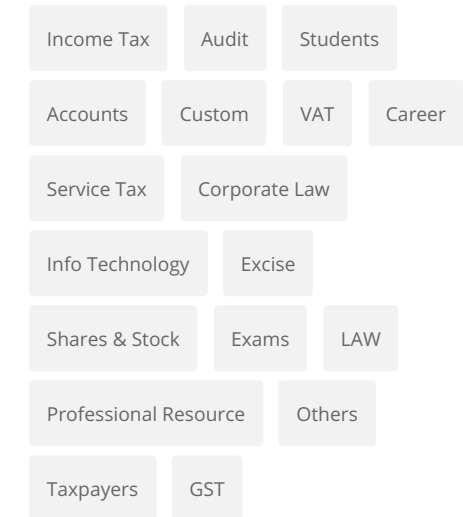 Income Tax Audit Students
Accounts Custom VAT Career
Service Tax Corporate Law
Info Technology Excise
Shares & Stock Exams LAW
Professional Resource Others
Taxpayers GST